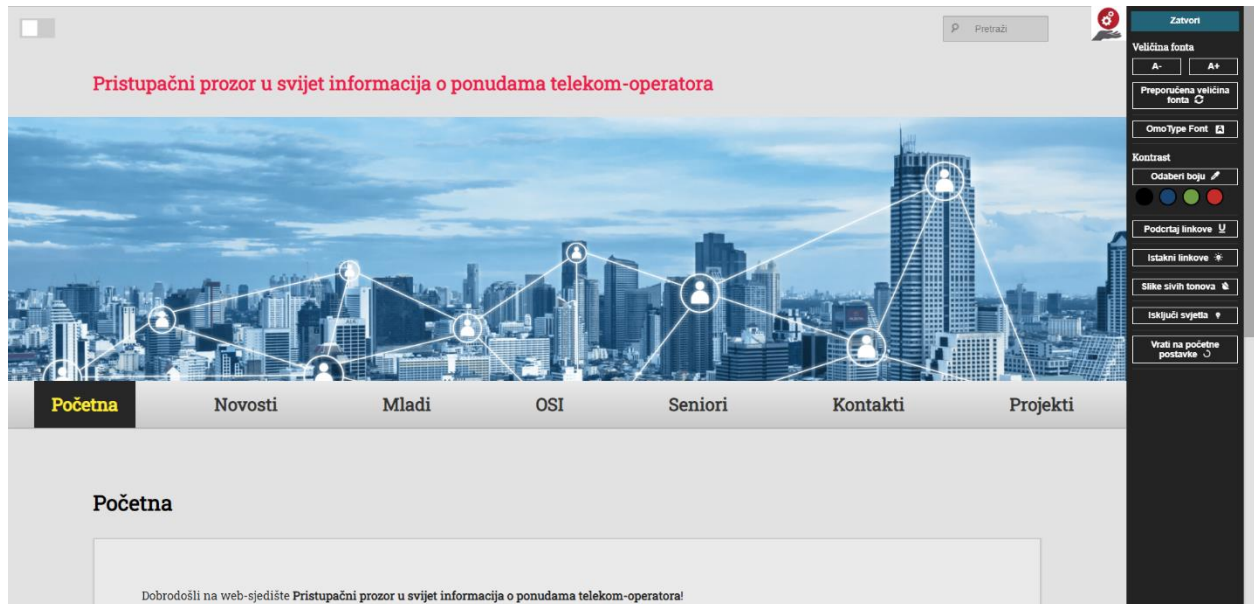 Pretraži
Pristupačni prozor u svijet informacija o ponudama telekom-operatora
Početna Novosti Mladi OSI Seniori Kontakti Projekti
Početna
Dobrodošli na web-sjedište Pristupačni prozor u svijet informacija o ponudama telekom-operatora!
Zatvori
Veličina fonta
A- A+
Preporučena veličina
fonta
OmoType Font A
Kontrast
Odaberi boju
Podcrtaj linkove U
Istakni linkove
Slike sivih tonova
Isključi svjetla
Vrati na početne
postavke